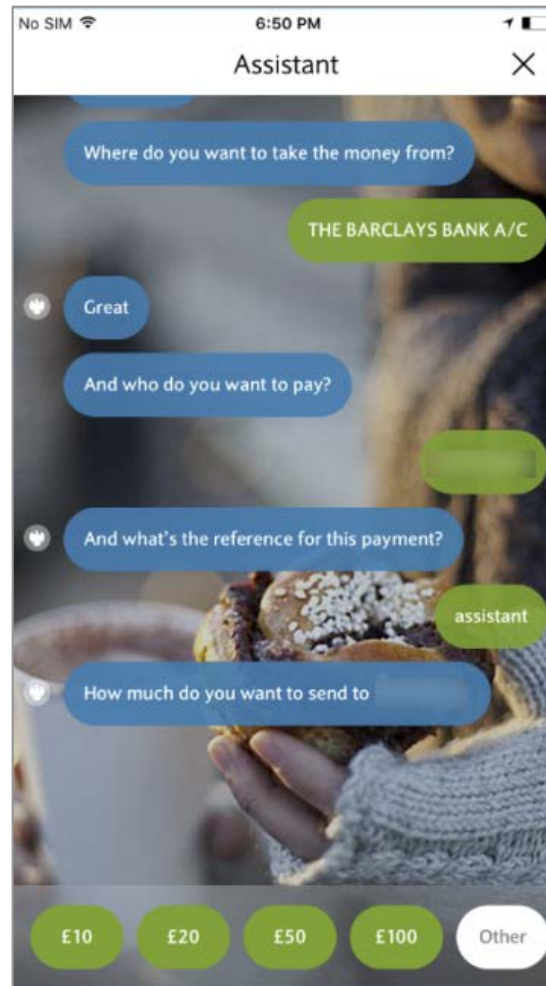 No SIM 6:50 PM
Assistant
Where do you want to take the money from?
THE BARCLAYS BANK A/C
Great
And who do you want to pay?
And what's the reference for this payment?
assistant
How much do you want to send to
£10 £20 £50 £100 Other